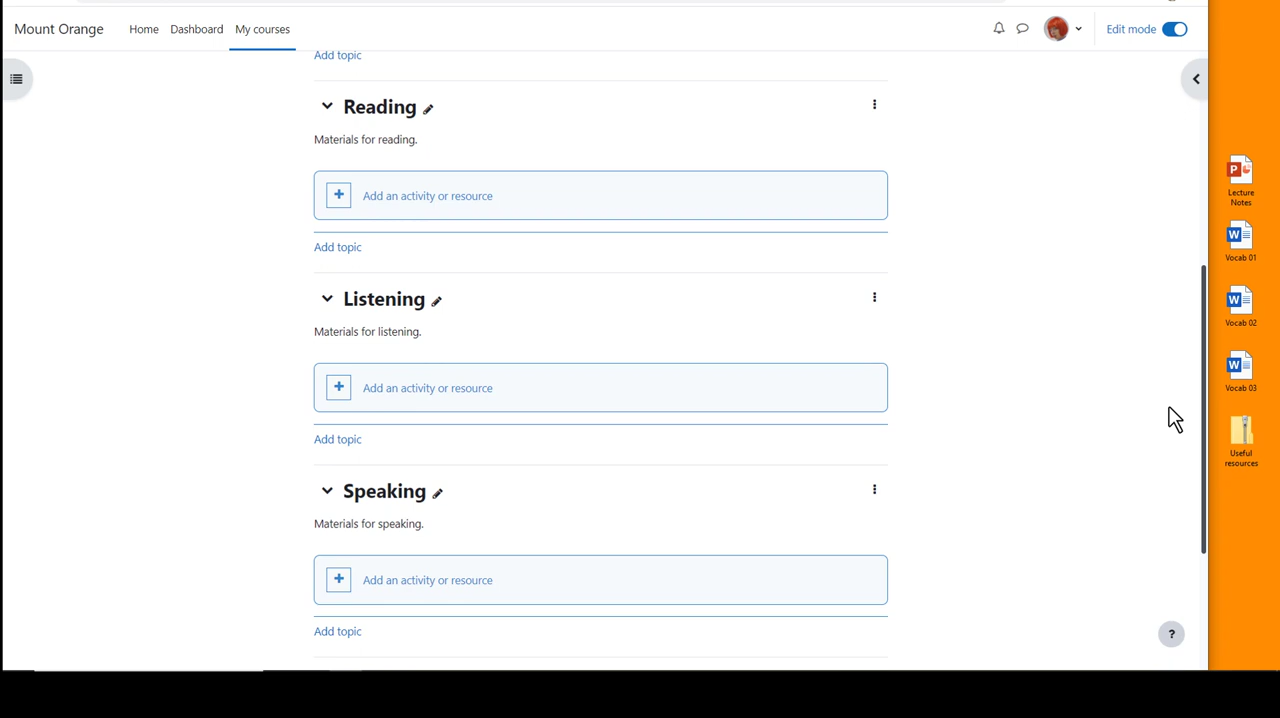 Mount Orange
Home
Dashboard
My courses
Edit mode
Add topic
Reading
Materials for reading.
Add an activity or resource
Add topic
Listening
Materials for listening.
Add an activity or resource
Add topic
Speaking
Materials for speaking.
Add an activity or resource
Add topic
?
Lecture
Notes
Vocab 01
Vocab 02
Vocab 03
Useful
resources